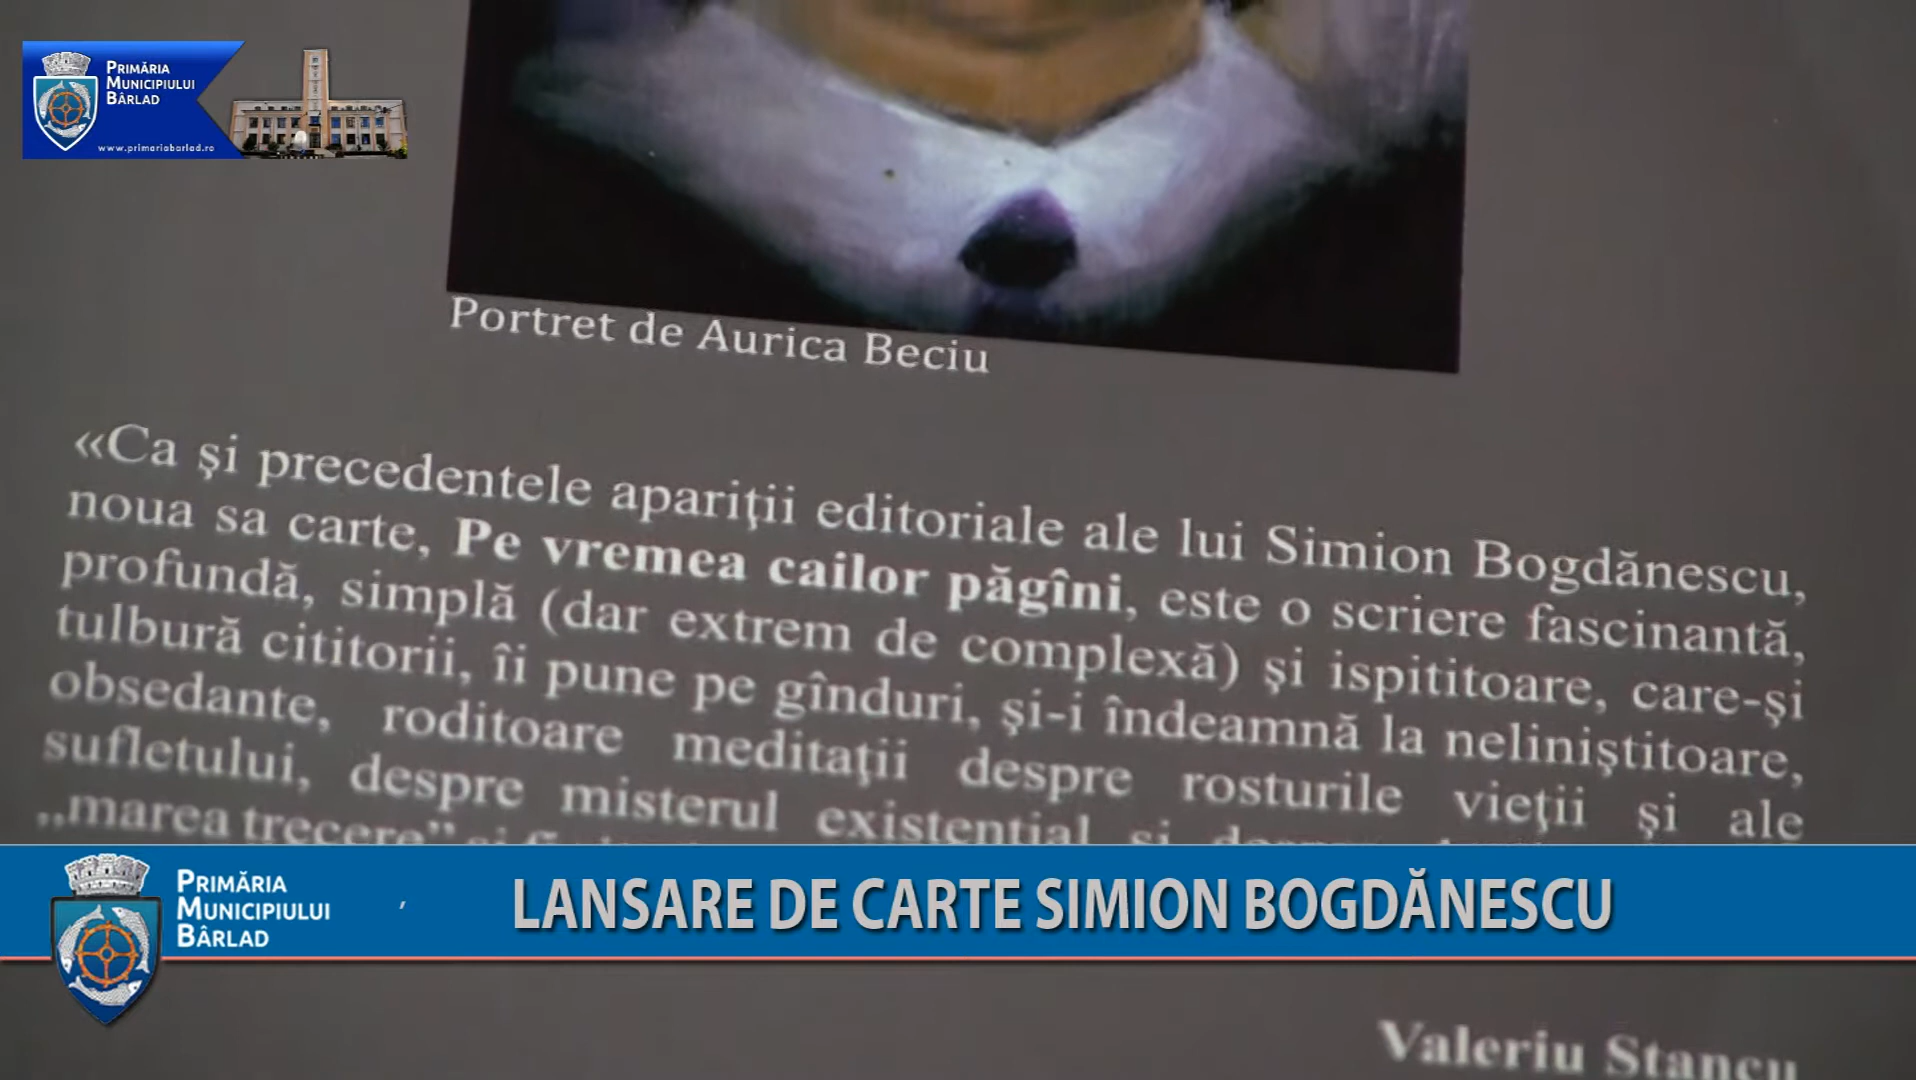 PRIMĂRIA
MUNICIPIULUI
BÂRLAD
www.primariabarlad.ro
Portret de Aurica Beciu
«Ca şi precedentele apariţii editoriale ale lui Simion Bogdănescu,
noua sa carte, Pe vremea cailor păgîni, este o scriere fascinantă,
profundă, simplă (dar extrem de complexă) şi ispititoare, care-şi
tulbură cititorii, îi pune pe gînduri, şi-i îndeamnă la neliniştitoare,
obsedante, roditoare meditaţii despre rosturile vieţii şi ale
sufletului, despre misterul existenţial şi
„marea trecere”
PRIMĂRIA
MUNICIPIULUI
BÂRLAD
LANSARE DE CARTE SIMION BOGDĂNESCU
Valeriu Stancu